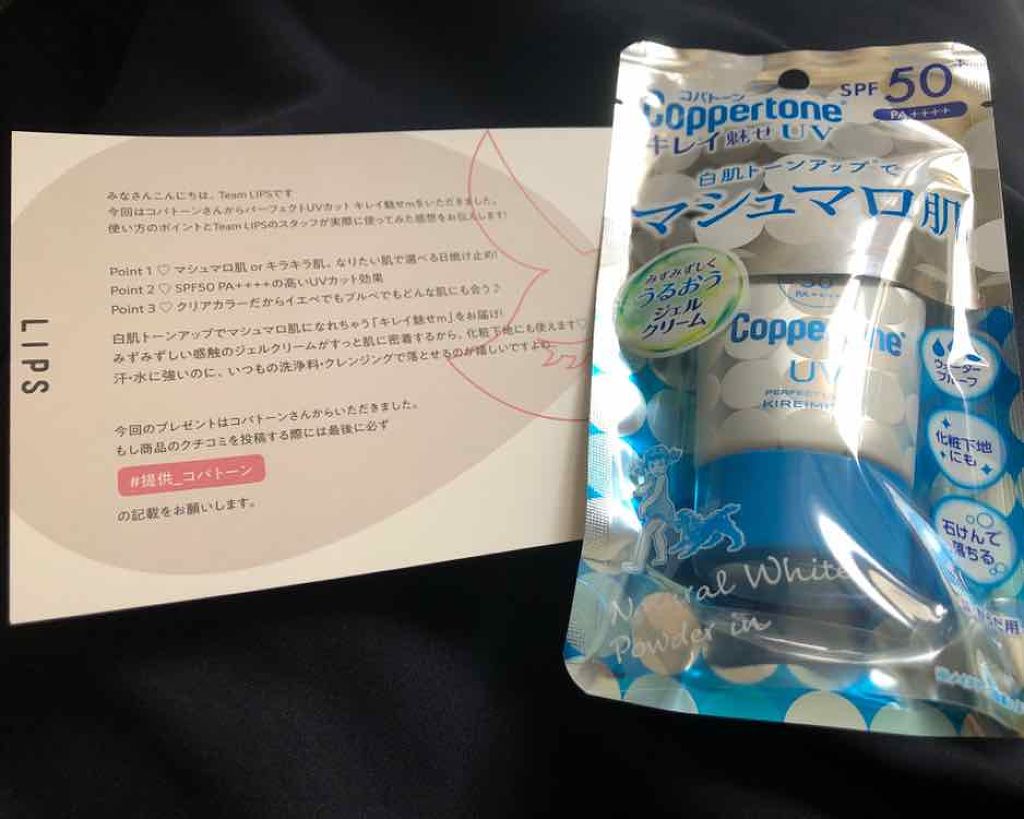 みなさんこんにちは、Team LIPSです
今回はコパトーンさんからパーフェクトUVカット キレイ魅せmをいただきました。
使い方のポイントとTeam LIPSのスタッフが実際に使ってみた感想をお伝えします!
Point 1 ♡ マシュマロ肌 or キラキラ肌。なりたい肌で選べる日焼け止め!
Point 2 ♡ SPF50 PA++++の高いUVカット効果
Point 3 ♡ クリアカラーだからイエベでもブルベでもどんな肌にも合う♪
白肌トーンアップでマシュマロ肌になれちゃう「キレイ魅せm」をお届け!
みずみずしい感触のジェルクリームがすっと肌に密着するから、化粧下地にも使えます♡
汗・水に強いのに、いつもの洗浄料・クレンジングで落とせるのが嬉しいですよね
今回のプレゼントはコパトーンさんからいただきました。
もし商品のクチコミを投稿する際には最後に必ず
#提供_コパトーン
の記載をお願いします。
LIPS
SPF 50+
PA++++
コパトーン
Coppertone
キレイ魅せUV
白肌トーンアップ*で
マシュマロ肌
みずみずしく
うるおう
ジェル
クリーム
50
PA++++
Coppertone
UV
PERFECT
KIREIMI
ウォーター
プルーフ
化粧下地
にも
石けんで
落ちる
Natural White
Powder in